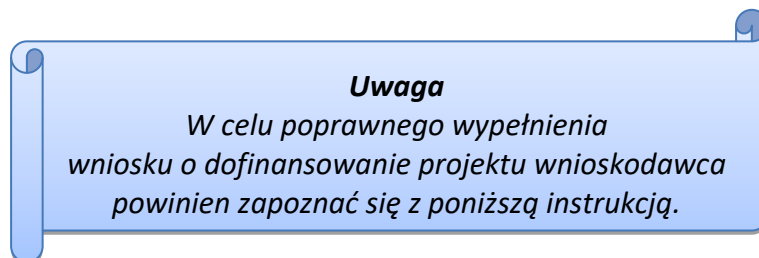 Uwaga
W celu poprawnego wypełnienia
wniosku o dofinansowanie projektu wnioskodawca
powinien zapoznać się z poniższą instrukcją.